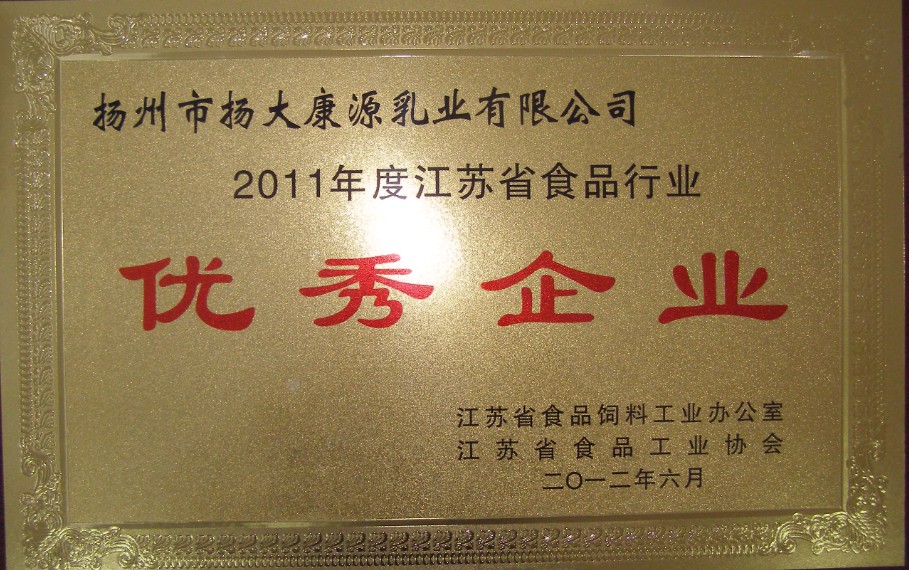 扬州市扬大康源乳业有限公司
2011年度江苏省食品行业
优秀企业
江苏省食品饲料工业办公室
江苏省食品工业协会
二〇一二年六月